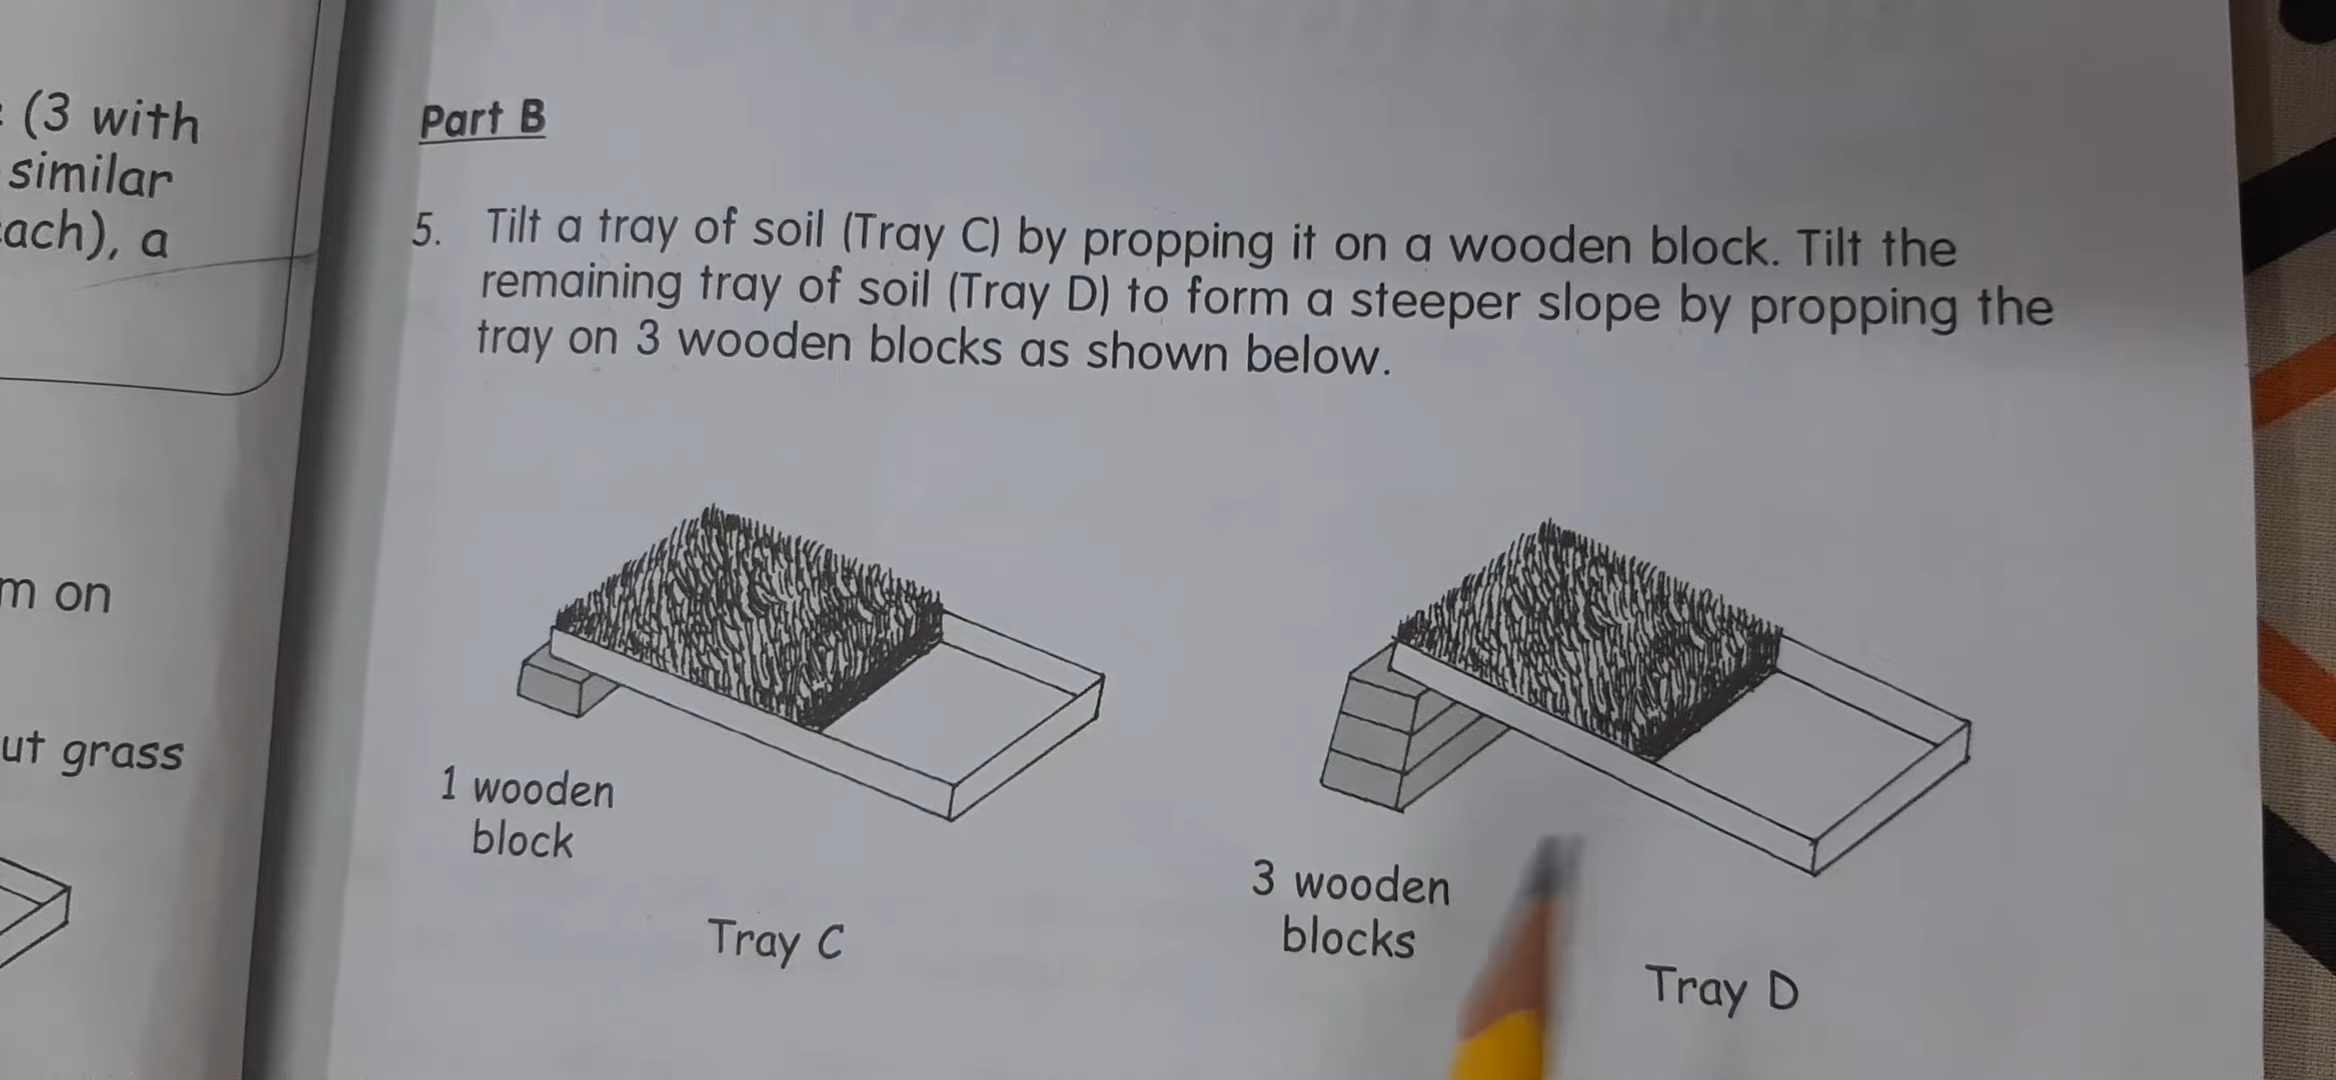 (3 with
similar
ach), a
m on
ut grass
Part B
5. Tilt a tray of soil (Tray C) by propping it on a wooden block. Tilt the
remaining tray of soil (Tray D) to form a steeper slope by propping the
tray on 3 wooden blocks as shown below.
1 wooden
block
Tray C
3 wooden
blocks
Tray D